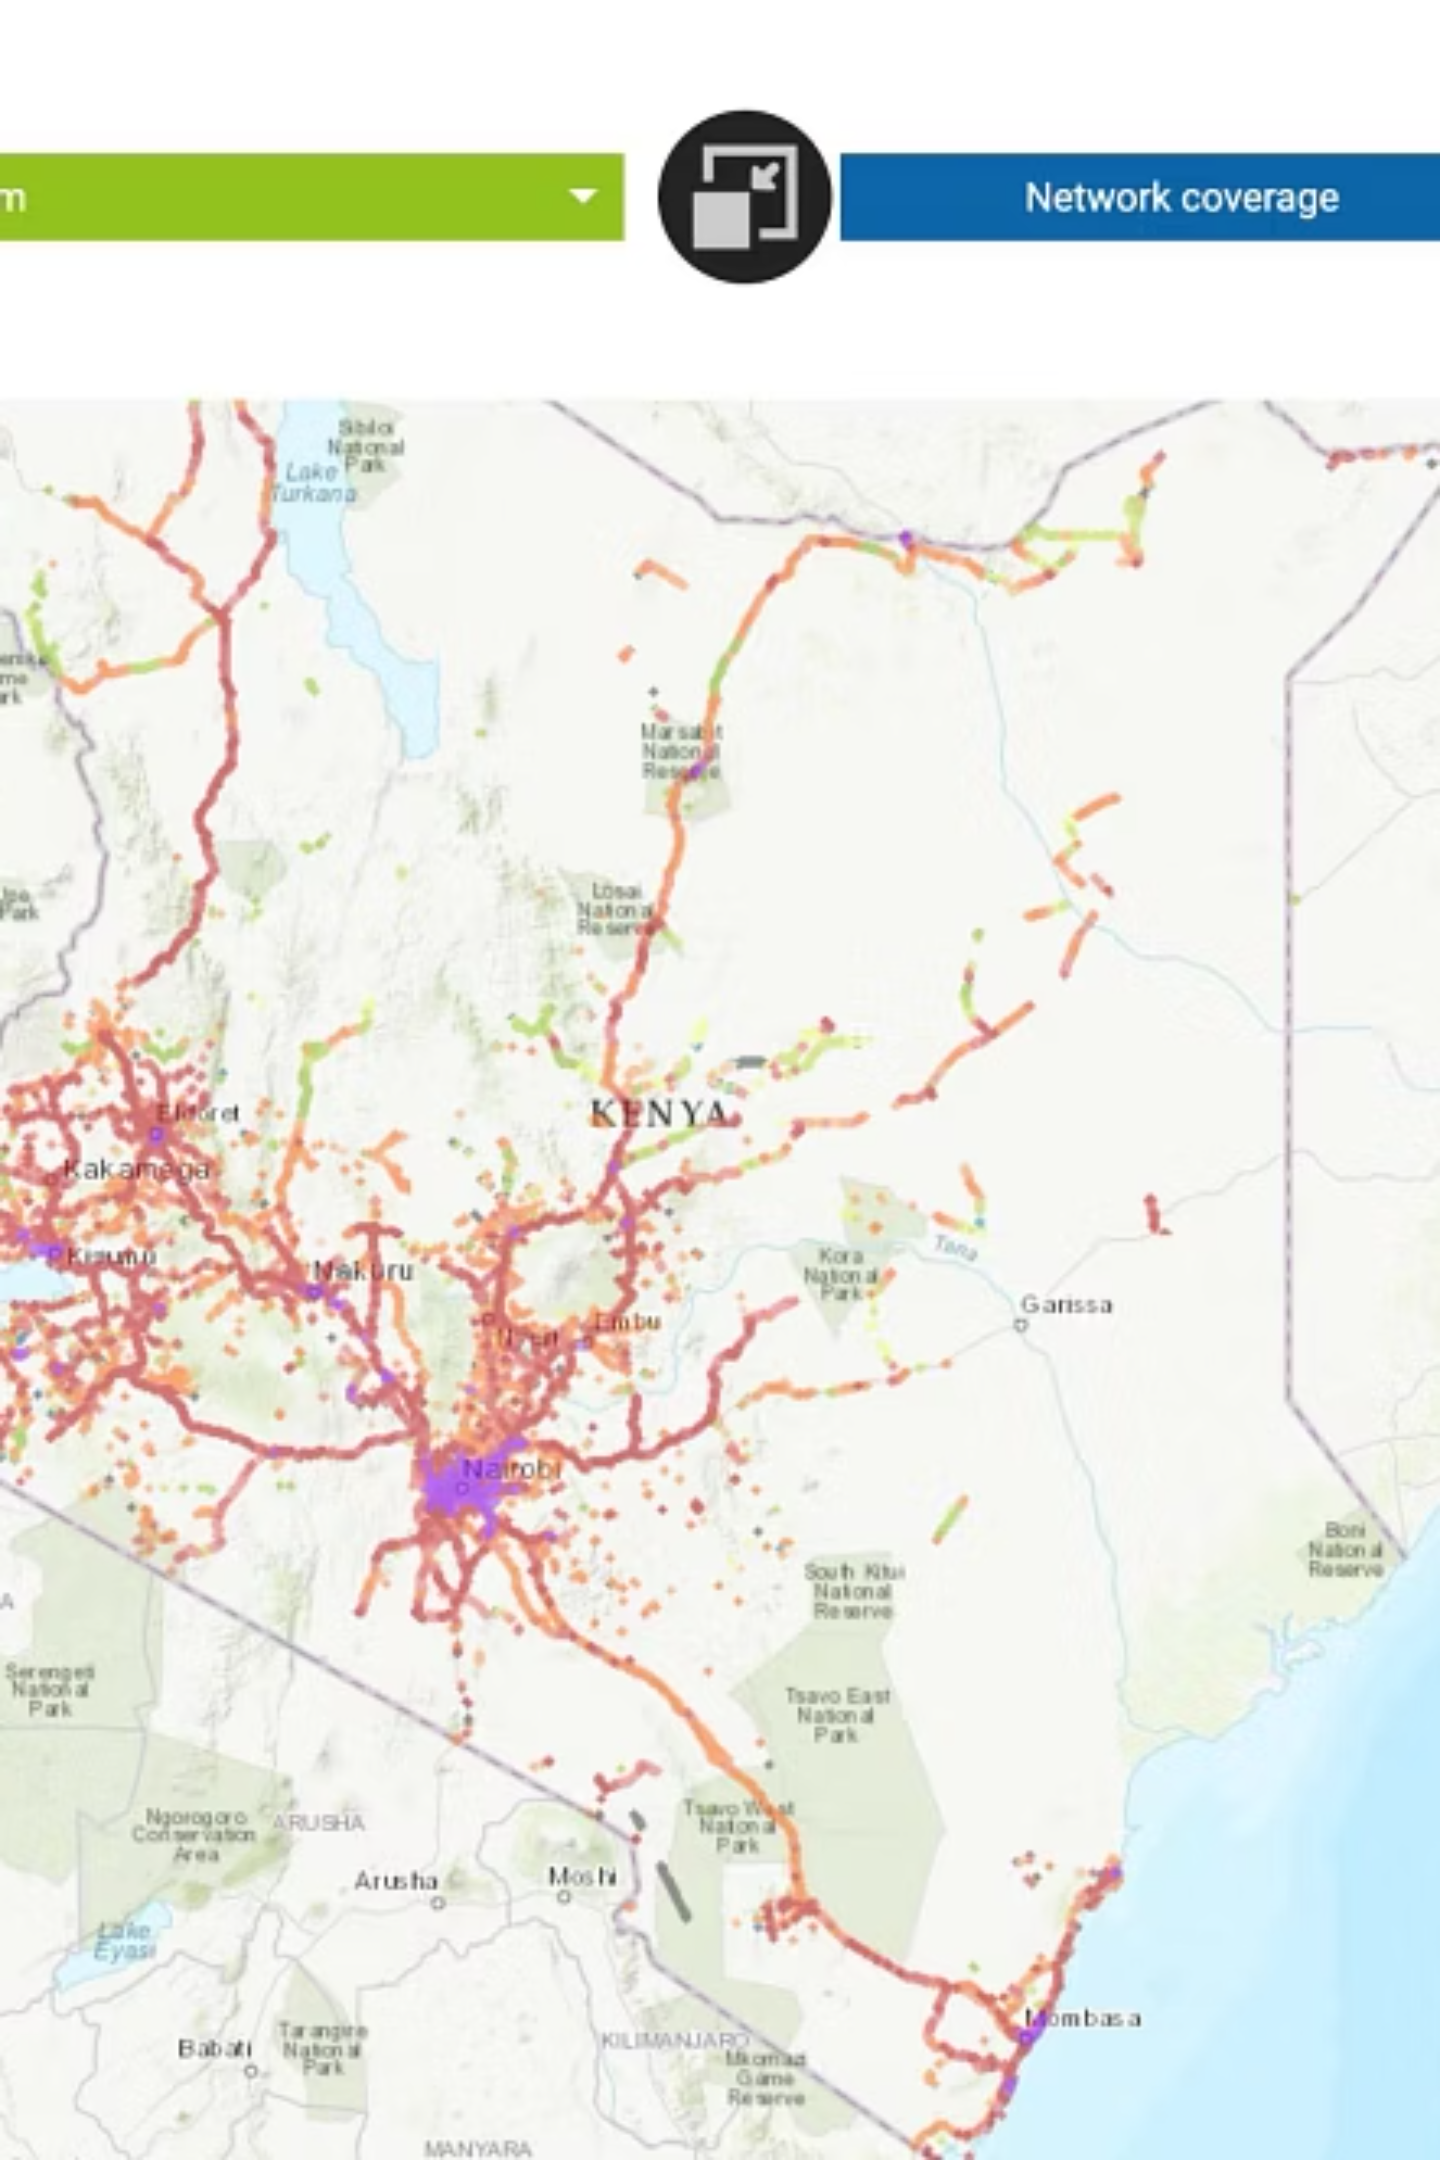 m
Network coverage
Sibiloi
National
Park
Lake
Turkana
Marsabit
National
Reserve
Losai
National
Reserve
Park
KENYA
Eldoret
Kakamega
Kisumu
Nakuru
Nyeri
Embu
Kora
National
Park
Tana
Garissa
Nairobi
Boni
National
Reserve
South Kitui
National
Reserve
A
Serengeti
National
Park
Tsavo East
National
Park
Ngorogoro
Conservation
Area
ARUSHA
Tsavo West
National
Park
Arusha
Moshi
Lake
Eyasi
Mombasa
Babati
Tarangire
National
Park
KILIMANJARO
Mkomazi
Game
Reserve
MANYARA